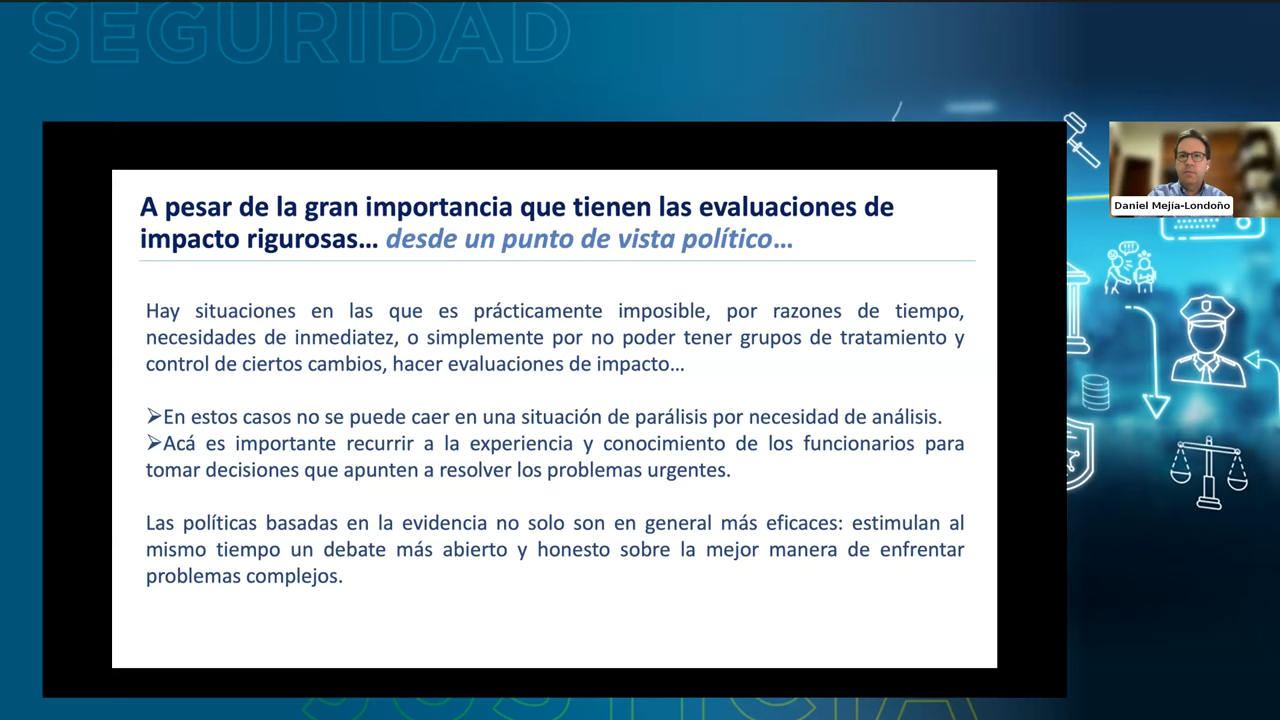 SEGURIDAD
A pesar de la gran importancia que tienen las evaluaciones de
impacto rigurosas... desde un punto de vista político...
Daniel Mejía-Londoño
Hay situaciones en las que es prácticamente imposible, por razones de tiempo,
necesidades de inmediatez, o simplemente por no poder tener grupos de tratamiento y
control de ciertos cambios, hacer evaluaciones de impacto...
➢En estos casos no se puede caer en una situación de parálisis por necesidad de análisis.
➢Acá es importante recurrir a la experiencia y conocimiento de los funcionarios para
tomar decisiones que apunten a resolver los problemas urgentes.
Las políticas basadas en la evidencia no solo son en general más eficaces: estimulan al
mismo tiempo un debate más abierto y honesto sobre la mejor manera de enfrentar
problemas complejos.
JUSTICIA